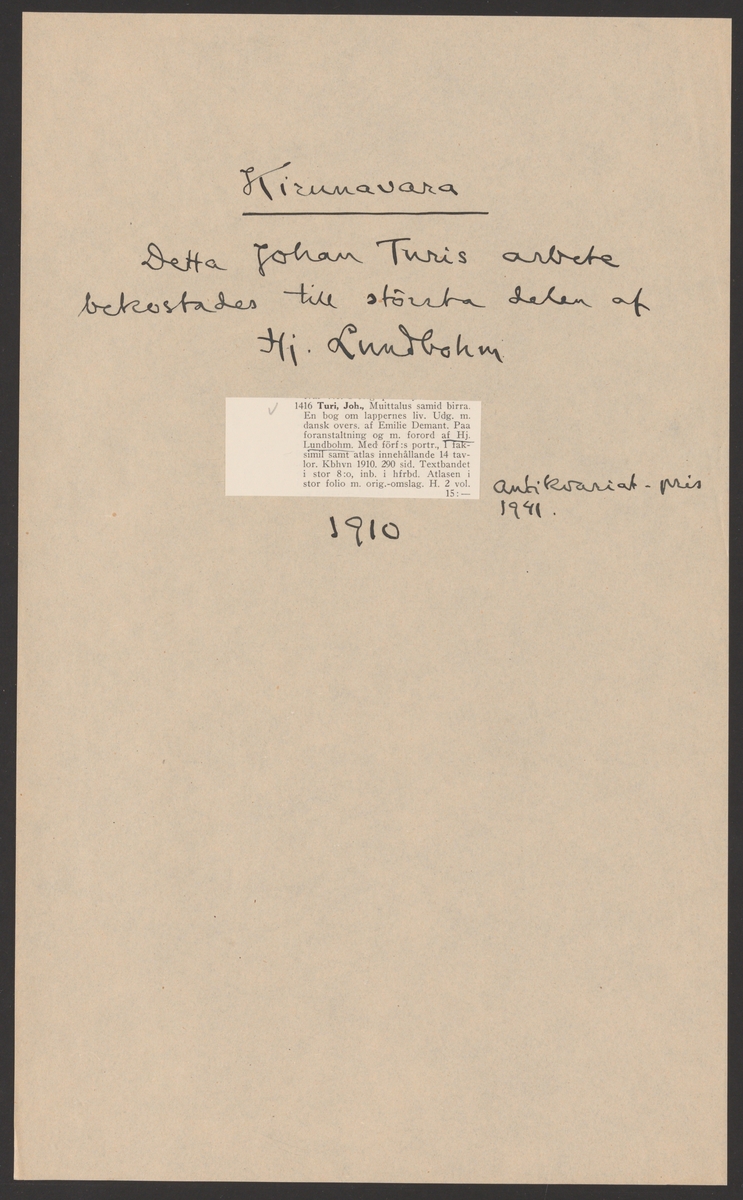 Kirunavara
Detta Johan Turis arbete
bekostades till största delen af
Hj. Lundbohm
1416 Turi, Joh., Muittalus samid birra.
En bog om lappernes liv. Udg. m.
dansk overs. af Emilie Demant. Paa
foranstaltning og m. forord af Hj.
Lundbohm. Med förf:s portr., 1 fak-
simil samt atlas innehållande 14 tav-
lor. Kbhvn 1910. 290 sid. Textbandet
i stor 8:o, inb. i hfrbd. Atlasen i
stor folio m. orig.-omslag. H. 2 vol.
15:—
antikvariat-pris
1941.
1910